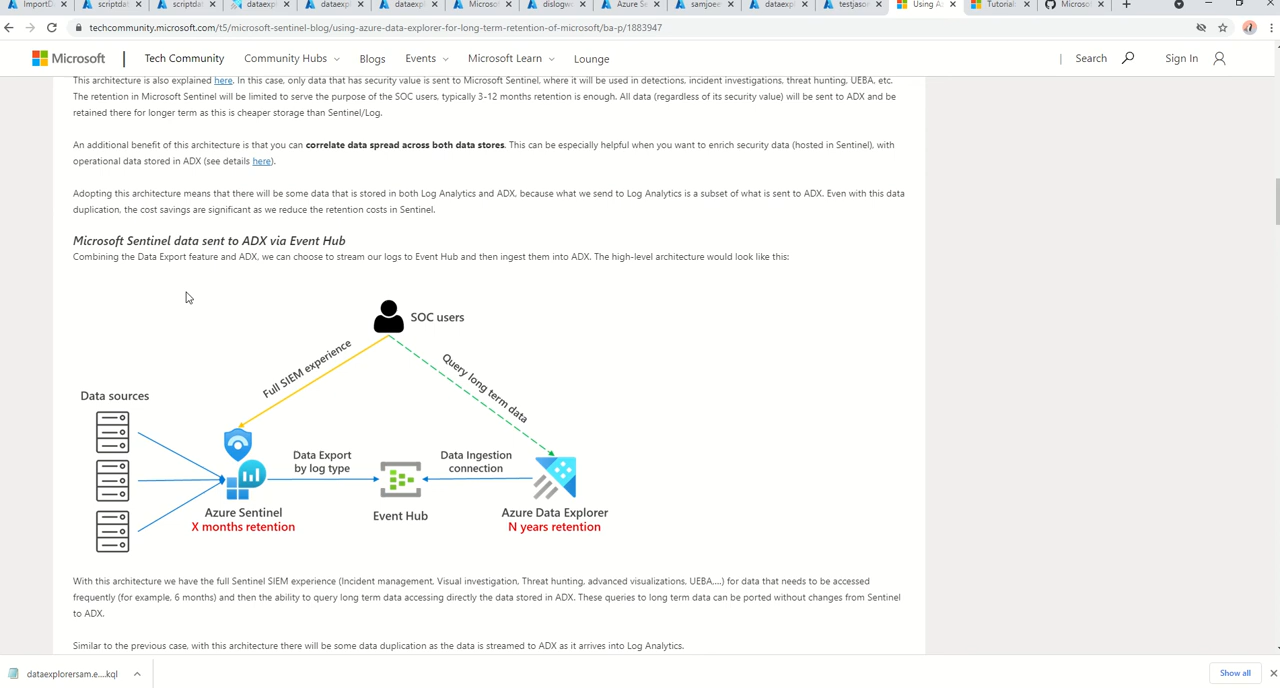 ImportD
scriptdat
scriptdat
dataexpl
dataexpl
dataexpl
Microsof
dislogwo
Azure Sa
samjoee
dataexpl
testjason
Using A
Tutorial:
Microso
techcommunity.microsoft.com/t5/microsoft-sentinel-blog/using-azure-data-explorer-for-long-term-retention-of-microsoft/ba-p/1883947
Microsoft Tech Community Community Hubs Blogs Events Microsoft Learn Lounge Search Sign In
This architecture is also explained here. In this case, only data that has security value is sent to Microsoft Sentinel, where it will be used in detections, incident investigations, threat hunting, UEBA, etc.
The retention in Microsoft Sentinel will be limited to serve the purpose of the SOC users, typically 3-12 months retention is enough. All data (regardless of its security value) will be sent to ADX and be
retained there for longer term as this is cheaper storage than Sentinel/Log.
An additional benefit of this architecture is that you can correlate data spread across both data stores. This can be especially helpful when you want to enrich security data (hosted in Sentinel), with
operational data stored in ADX (see details here).
Adopting this architecture means that there will be some data that is stored in both Log Analytics and ADX, because what we send to Log Analytics is a subset of what is sent to ADX. Even with this data
duplication, the cost savings are significant as we reduce the retention costs in Sentinel.
Microsoft Sentinel data sent to ADX via Event Hub
Combining the Data Export feature and ADX, we can choose to stream our logs to Event Hub and then ingest them into ADX. The high-level architecture would look like this:
SOC users
Full SIEM experience
Query long term data
Data sources
Data Export
by log type
Data Ingestion
connection
Azure Sentinel
X months retention
Event Hub
Azure Data Explorer
N years retention
With this architecture we have the full Sentinel SIEM experience (Incident management, Visual investigation, Threat hunting, advanced visualizations, UEBA,...) for data that needs to be accessed
frequently (for example, 6 months) and then the ability to query long term data accessing directly the data stored in ADX. These queries to long term data can be ported without changes from Sentinel
to ADX.
Similar to the previous case, with this architecture there will be some data duplication as the data is streamed to ADX as it arrives into Log Analytics.
dataexplorersam.e....kql
Show all